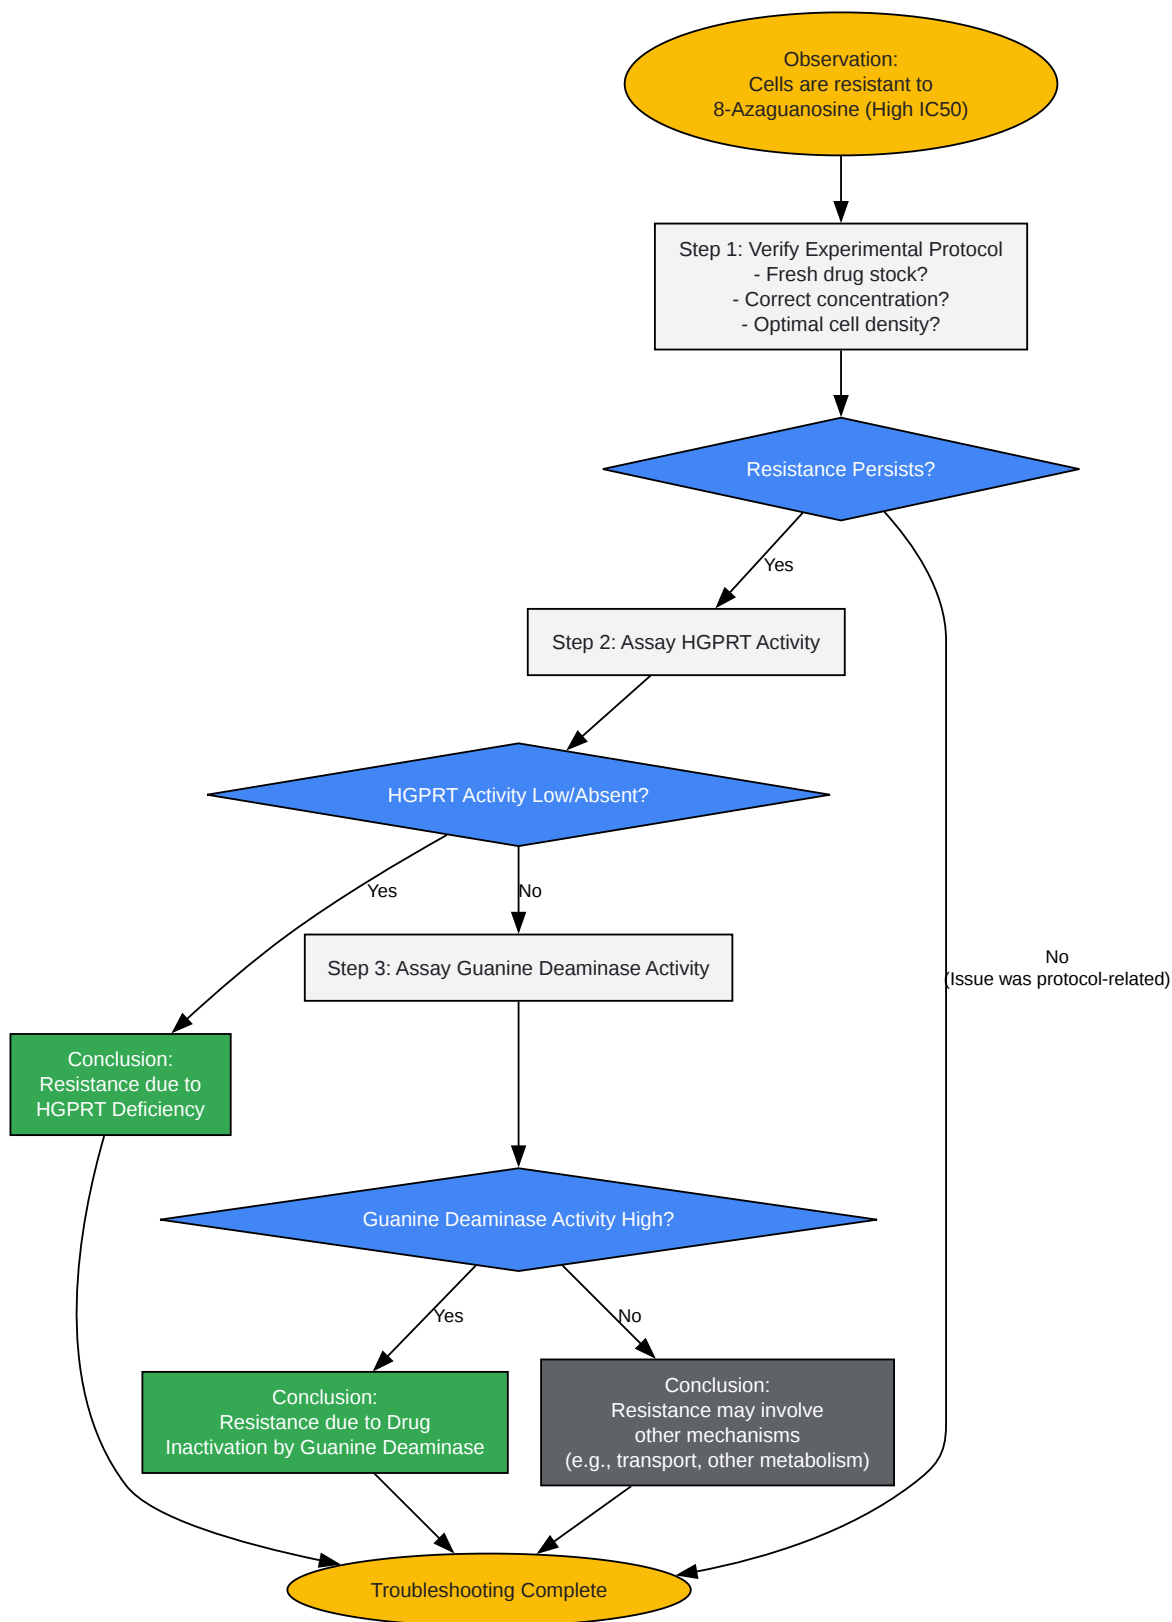 Observation:
Cells are resistant to
8-Azaguanosine (High IC50)
Step 1: Verify Experimental Protocol
- Fresh drug stock?
- Correct concentration?
- Optimal cell density?
Resistance Persists?
Yes
Step 2: Assay HGPRT Activity
HGPRT Activity Low/Absent?
Yes
No
Step 3: Assay Guanine Deaminase Activity
No
(Issue was protocol-related)
Conclusion:
Resistance due to
HGPRT Deficiency
Guanine Deaminase Activity High?
Yes
No
Conclusion:
Resistance due to Drug
Inactivation by Guanine Deaminase
Conclusion:
Resistance may involve
other mechanisms
(e.g., transport, other metabolism)
Troubleshooting Complete